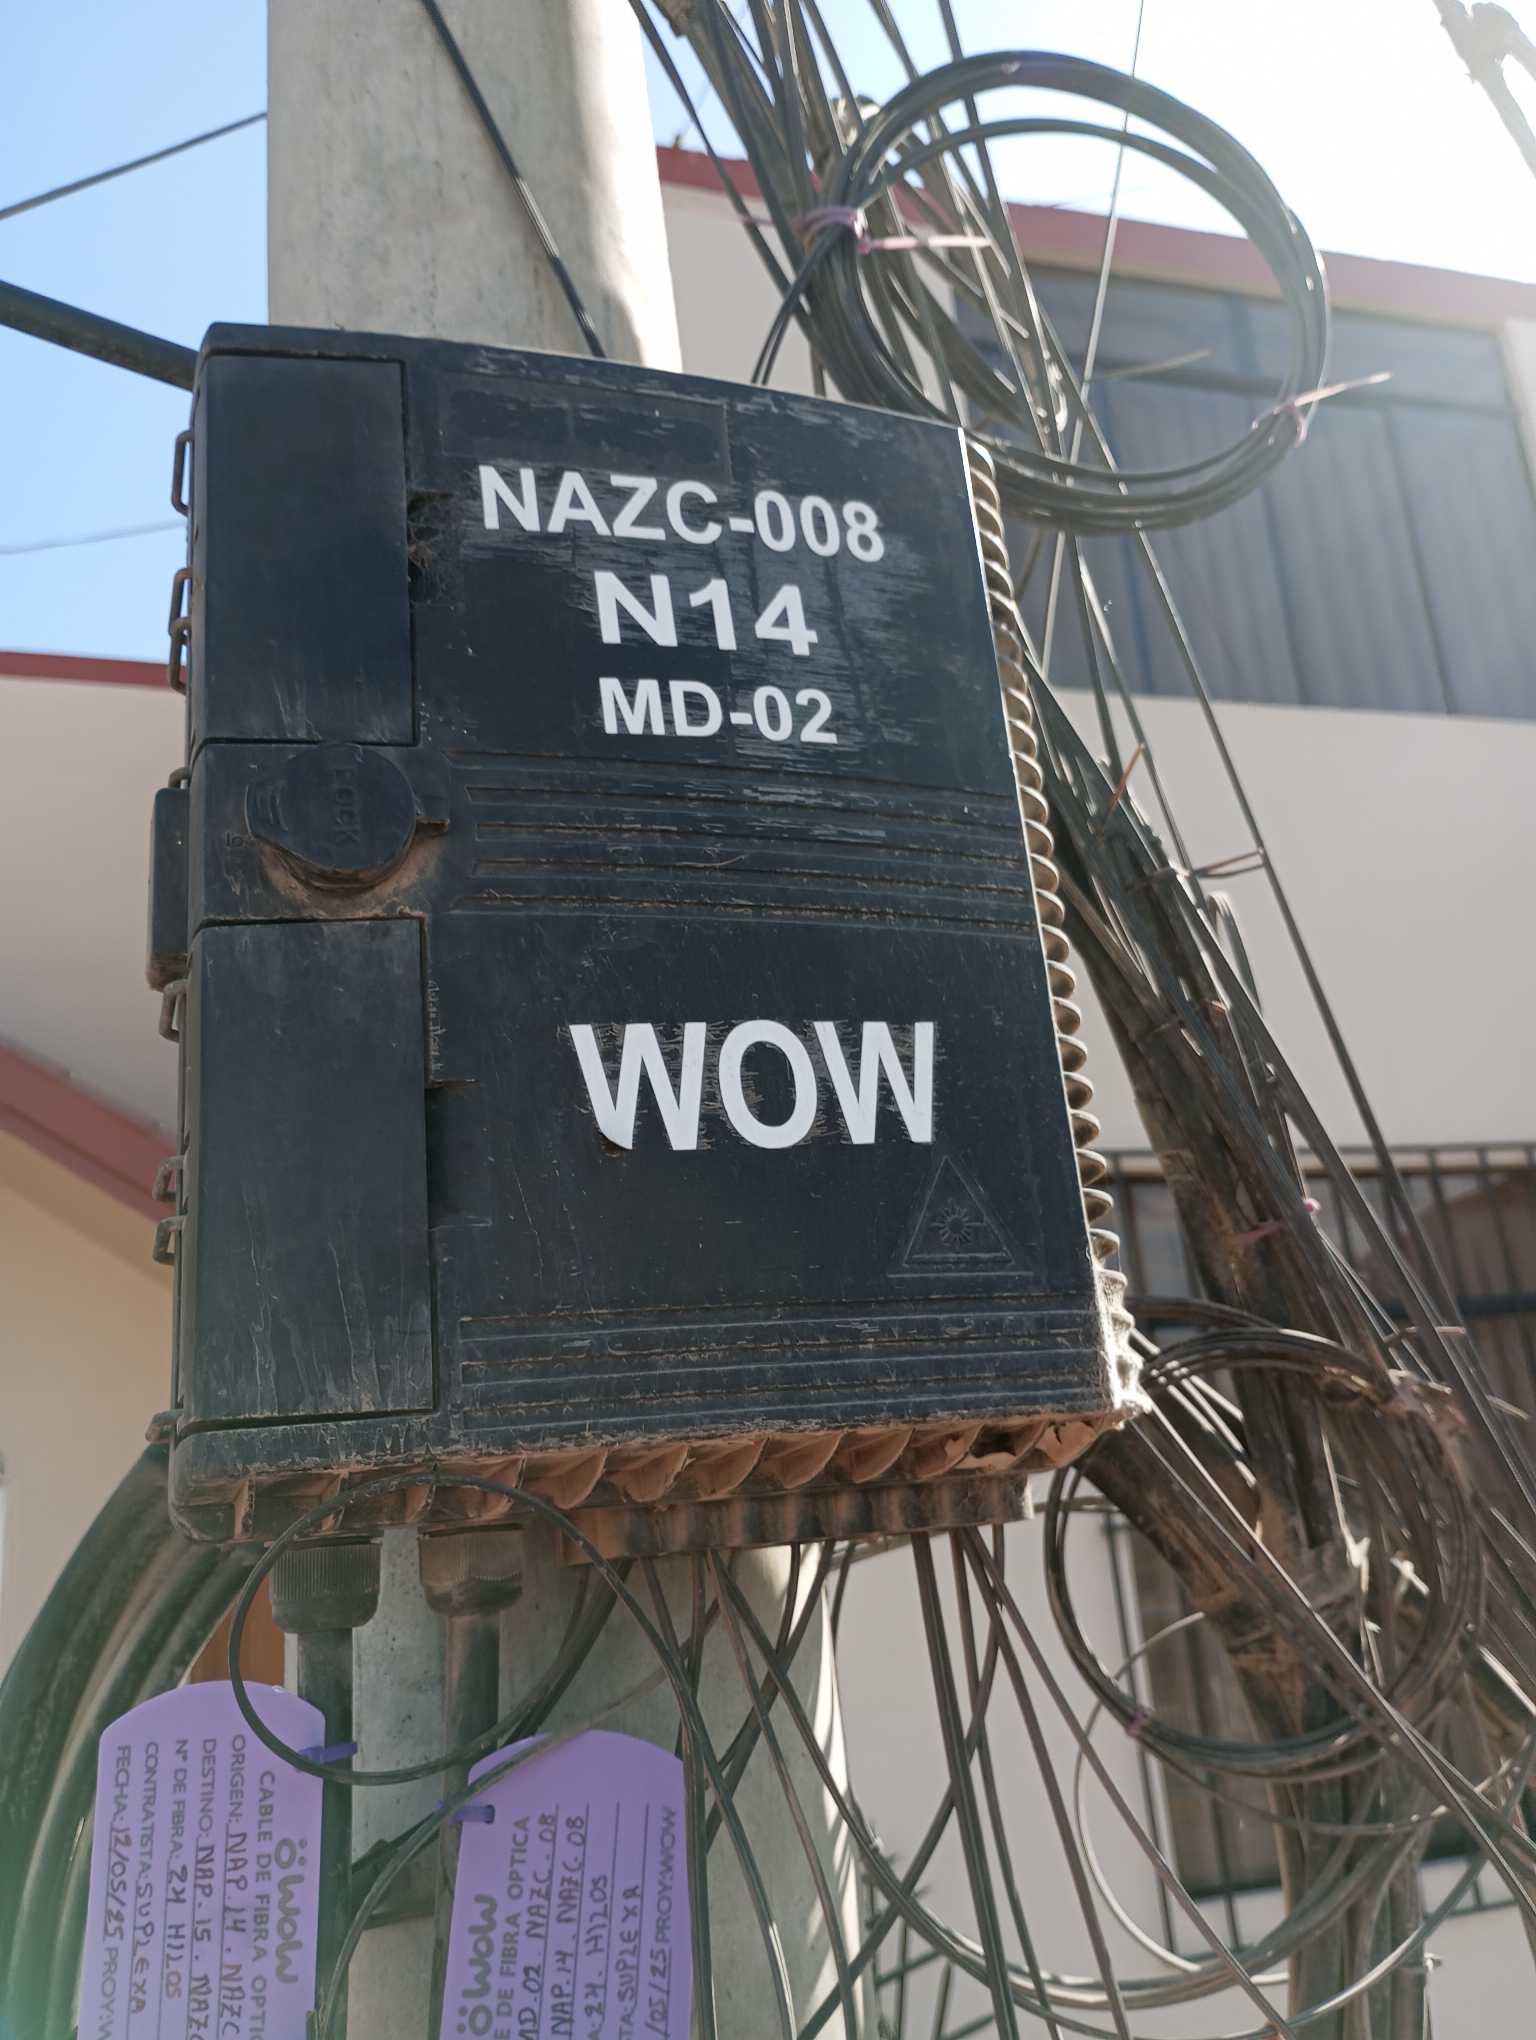 NAZC-008
N14
MD-02
LOCK
WOW
wow
CABLE DE FIBRA OPTIC
ORIGEN: NAP. 14. NAZC
DESTINO: NAP. 15. NAZC
N° DE FIBRA: 24 HILOS
CONTRATISTA: SUPLEXA
FECHA: 12/05/25 PROY:W
wow
E DE FIBRA OPTICA
MD.02. NAZC.08
NAP.14. NAZC.08
A: 24. HILOS
TA: SUPLEXA
/05/25 PROY:WOW